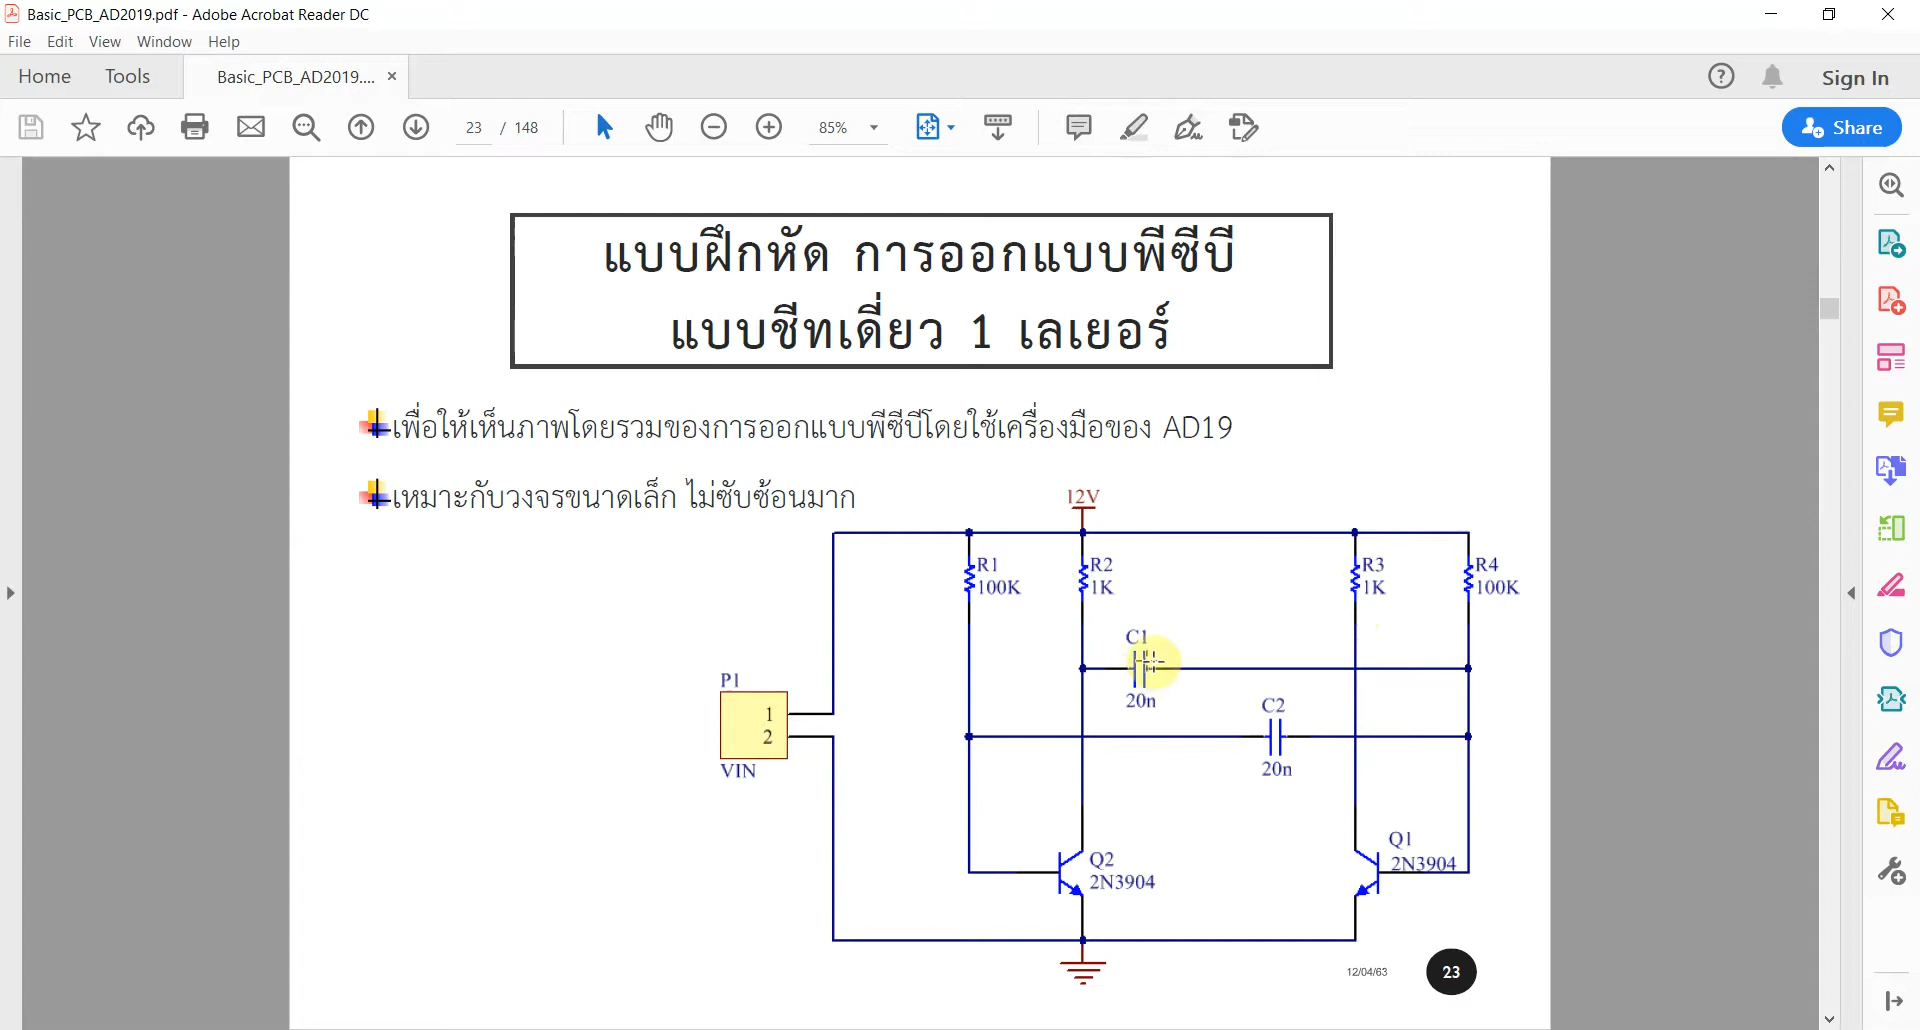 Basic_PCB_AD2019.pdf - Adobe Acrobat Reader DC
File Edit View Window Help
Home Tools Basic_PCB_AD2019.... × Sign In
23 / 148 85% Share
แบบฝึกหัด การออกแบบพีซีบี
แบบชีทเดี่ยว 1 เลเยอร์
เพื่อให้เห็นภาพโดยรวมของการออกแบบพีซีบีโดยใช้เครื่องมือของ AD19
เหมาะกับวงจรขนาดเล็ก ไม่ซับซ้อนมาก
12V
R1 R2 R3 R4
100K 1K 1K 100K
C1
20n
P1
1
2
VIN
C2
20n
Q2
2N3904
Q1
2N3904
12/04/63
23